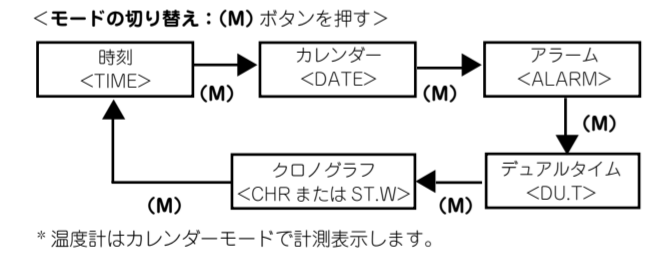 ＜モードの切り替え：（M）ボタンを押す＞
時刻
<TIME>
（M）
カレンダー
<DATE>
（M）
アラーム
<ALARM>
（M）
デュアルタイム
<DU.T>
（M）
クロノグラフ
<CHR または ST.W>
（M）
* 温度計はカレンダーモードで計測表示します。